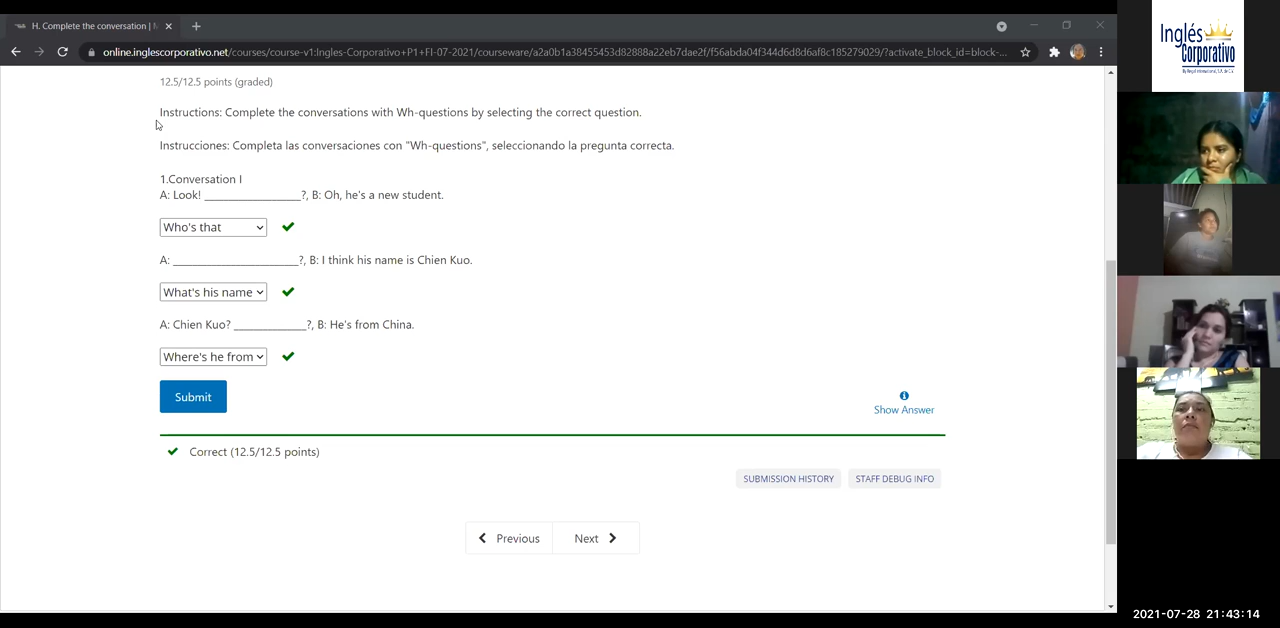 H. Complete the conversation |
online.inglescorporativo.net/courses/course-v1:Ingles-Corporativo+P1+FI-07-2021/courseware/a2a0b1a38455453d82888a22eb7dae2f/f56abda04f344d6d8d6af8c185279029/?activate_block_id=block-...
12.5/12.5 points (graded)
Instructions: Complete the conversations with Wh-questions by selecting the correct question.
Instrucciones: Completa las conversaciones con "Wh-questions", seleccionando la pregunta correcta.
1.Conversation I
A: Look! __________________?, B: Oh, he's a new student.
Who's that
A: _______________________?, B: I think his name is Chien Kuo.
What's his name
A: Chien Kuo? _____________?, B: He's from China.
Where's he from
Submit
Show Answer
Correct (12.5/12.5 points)
SUBMISSION HISTORY
STAFF DEBUG INFO
Previous
Next
Inglés
Corporativo
2021-07-28 21:43:14